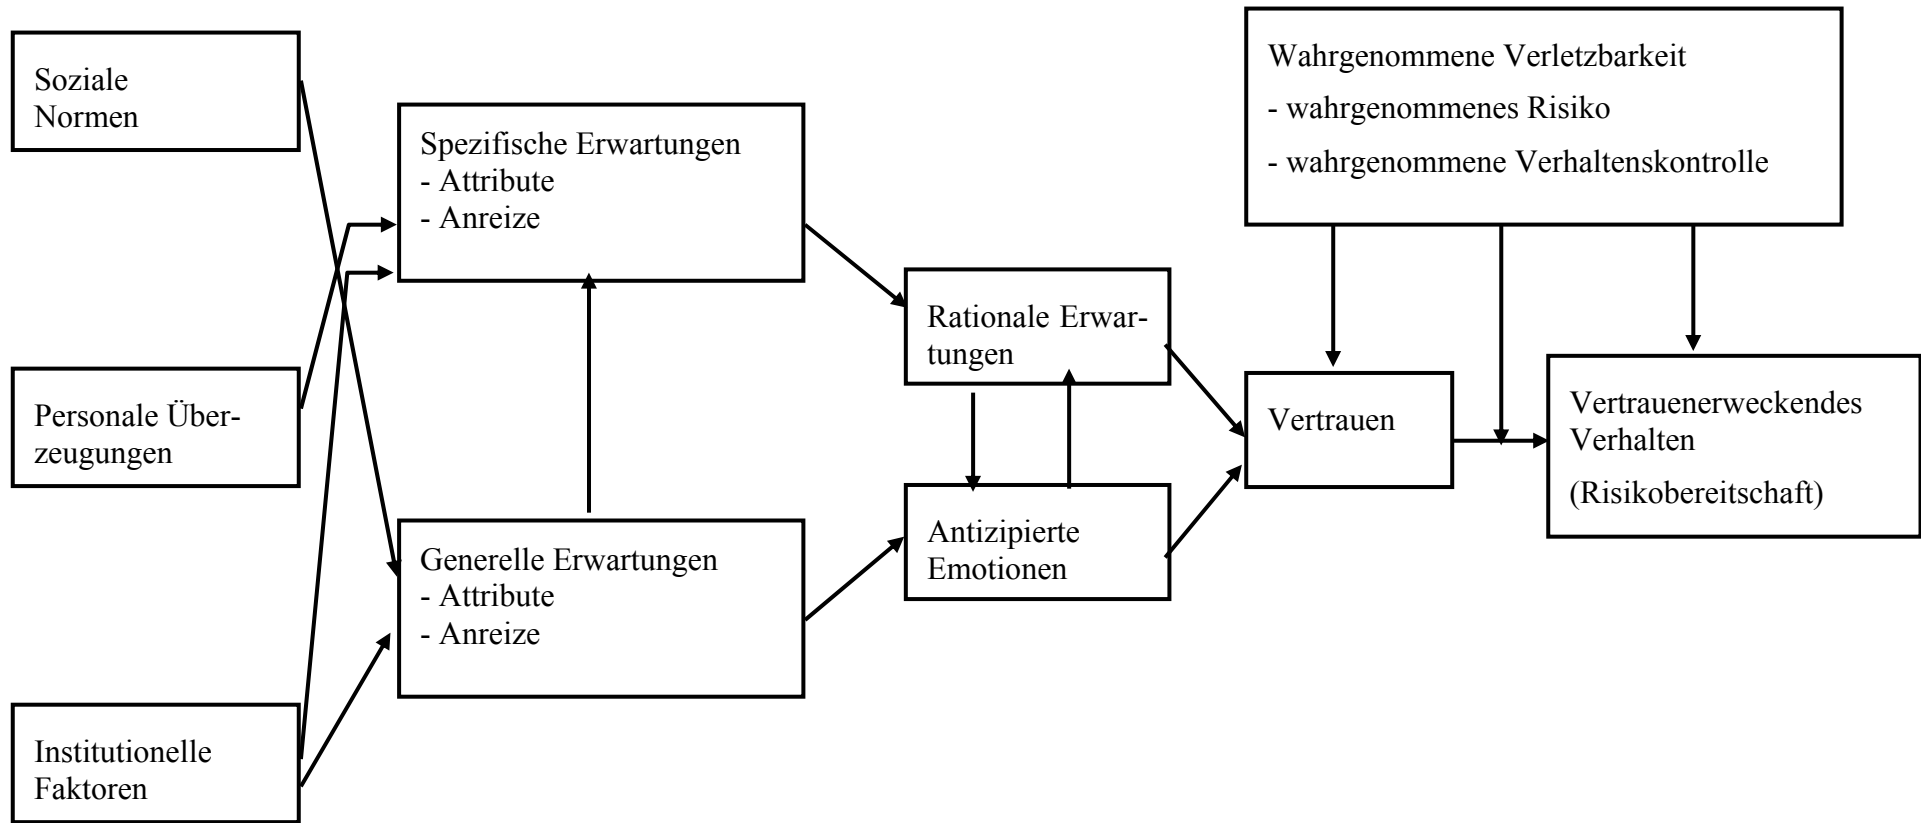 Soziale
Normen
Personale Über-
zeugungen
Institutionelle
Faktoren
Spezifische Erwartungen
- Attribute
- Anreize
Generelle Erwartungen
- Attribute
- Anreize
Rationale Erwar-
tungen
Antizipierte
Emotionen
Wahrgenommene Verletzbarkeit
- wahrgenommenes Risiko
- wahrgenommene Verhaltenskontrolle
Vertrauen
Vertrauenerweckendes
Verhalten
(Risikobereitschaft)